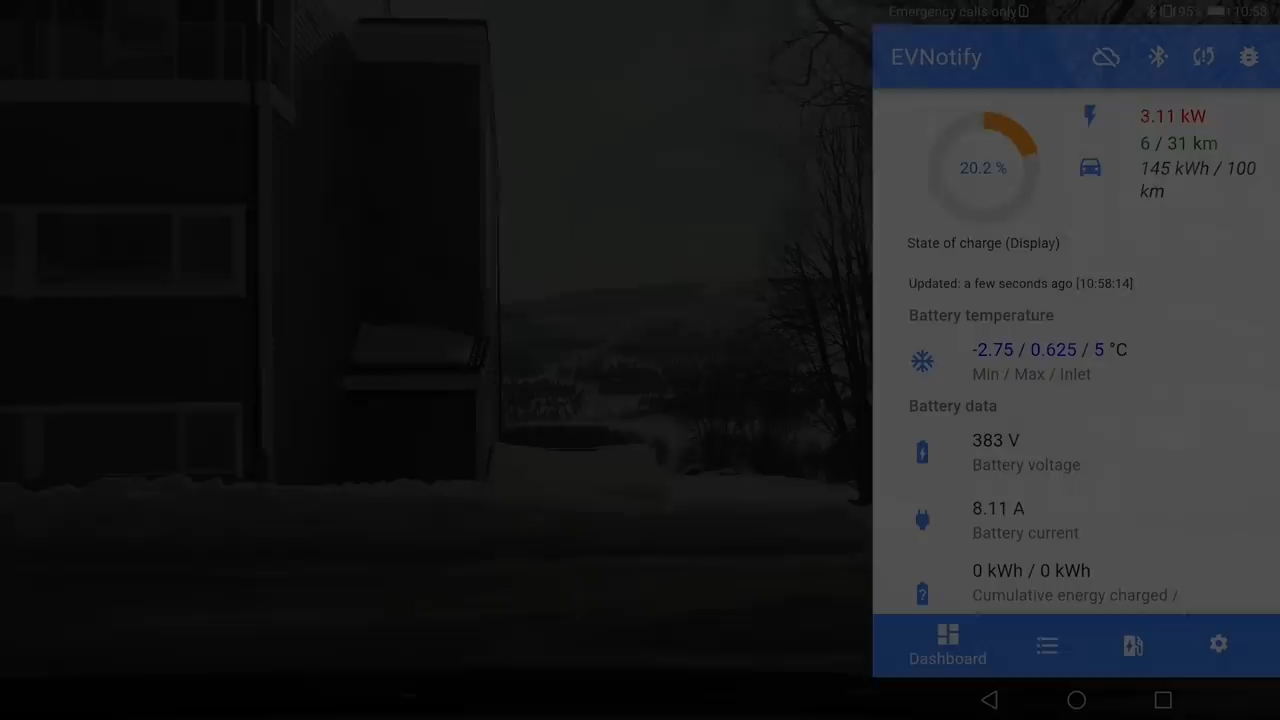 Emergency calls only
95% 10:58
EVNotify
3.11 kW
6 / 31 km
20.2 %
145 kWh / 100
km
State of charge (Display)
Updated: a few seconds ago [10:58:14]
Battery temperature
-2.75 / 0.625 / 5 °C
Min / Max / Inlet
Battery data
383 V
Battery voltage
8.11 A
Battery current
0 kWh / 0 kWh
Cumulative energy charged /
Dashboard